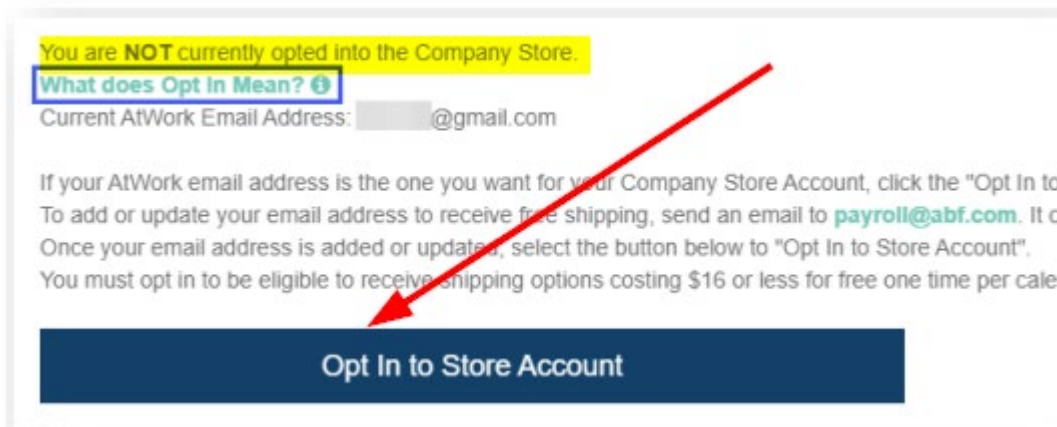 You are NOT currently opted into the Company Store.
What does Opt In Mean?
Current AtWork Email Address: @gmail.com
If your AtWork email address is the one you want for your Company Store Account, click the "Opt In to
To add or update your email address to receive free shipping, send an email to payroll@abf.com. It
Once your email address is added or updated, select the button below to "Opt In to Store Account".
You must opt in to be eligible to receive shipping options costing $16 or less for free one time per
Opt In to Store Account